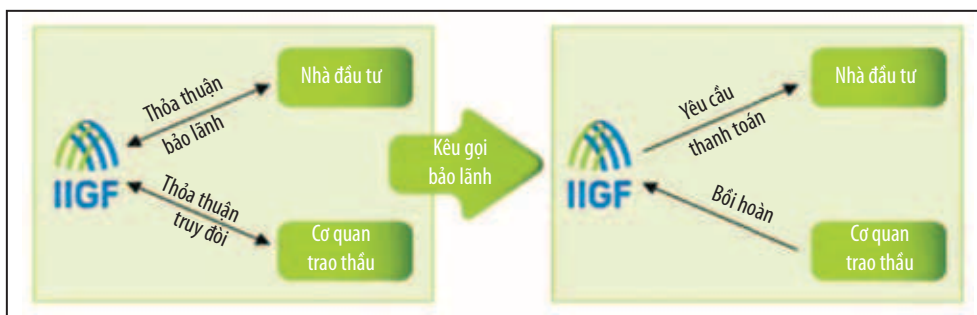 Nhà đầu tư
Thỏa thuận
bảo lãnh
IIGF
Thỏa thuận
truy đòi
Cơ quan
trao thầu
Kêu gọi
bảo lãnh
Nhà đầu tư
Yêu cầu
thanh toán
IIGF
Bồi hoàn
Cơ quan
trao thầu